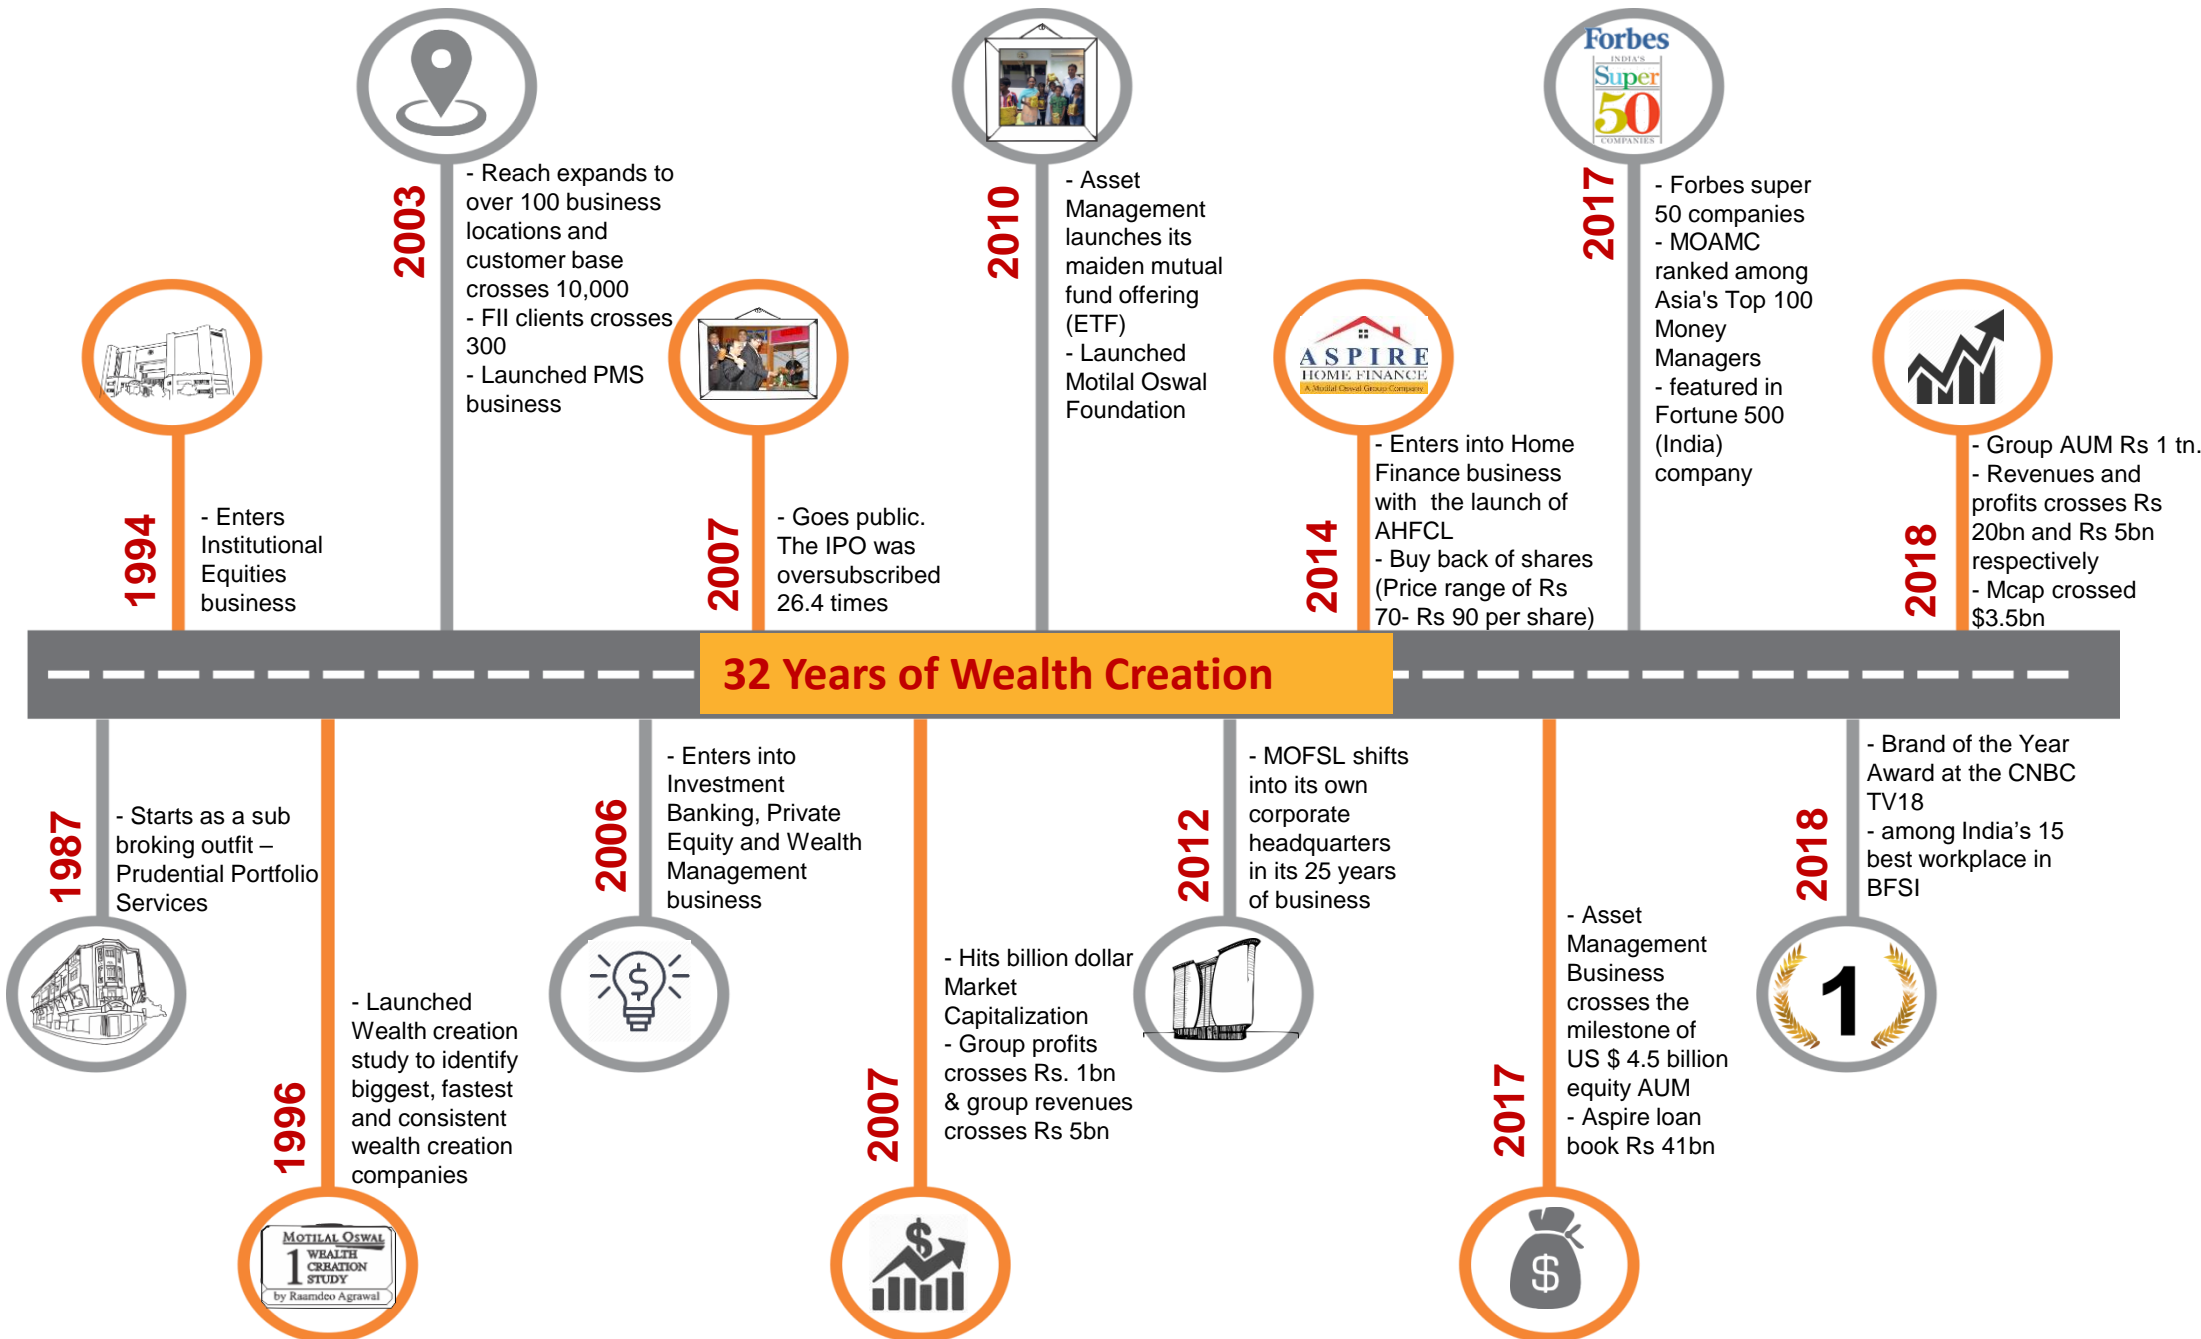 Forbes
INDIA'S
Super
50
COMPANIES
2003
- Reach expands to
over 100 business
locations and
customer base
crosses 10,000
- FII clients crosses
300
- Launched PMS
business
2010
- Asset
Management
launches its
maiden mutual
fund offering
(ETF)
- Launched
Motilal Oswal
Foundation
2017
- Forbes super
50 companies
- MOAMC
ranked among
Asia's Top 100
Money
Managers
- featured in
Fortune 500
(India)
company
1994
- Enters
Institutional
Equities
business
2007
- Goes public.
The IPO was
oversubscribed
26.4 times
ASPIRE
HOME FINANCE
A Motilal Oswal Group Company
2014
- Enters into Home
Finance business
with  the launch of
AHFCL
- Buy back of shares
(Price range of Rs
70- Rs 90 per share)
2018
- Group AUM Rs 1 tn.
- Revenues and
profits crosses Rs
20bn and Rs 5bn
respectively
- Mcap crossed
$3.5bn
32 Years of Wealth Creation
1987
- Starts as a sub
broking outfit –
Prudential Portfolio
Services
1996
- Launched
Wealth creation
study to identify
biggest, fastest
and consistent
wealth creation
companies
MOTILAL OSWAL
1
WEALTH
CREATION
STUDY
by Raamdeo Agrawal
2006
- Enters into
Investment
Banking, Private
Equity and Wealth
Management
business
$
2007
- Hits billion dollar
Market
Capitalization
- Group profits
crosses Rs. 1bn
& group revenues
crosses Rs 5bn
$
2012
- MOFSL shifts
into its own
corporate
headquarters
in its 25 years
of business
2017
- Asset
Management
Business
crosses the
milestone of
US $ 4.5 billion
equity AUM
- Aspire loan
book Rs 41bn
$
2018
- Brand of the Year
Award at the CNBC
TV18
- among India’s 15
best workplace in
BFSI
1